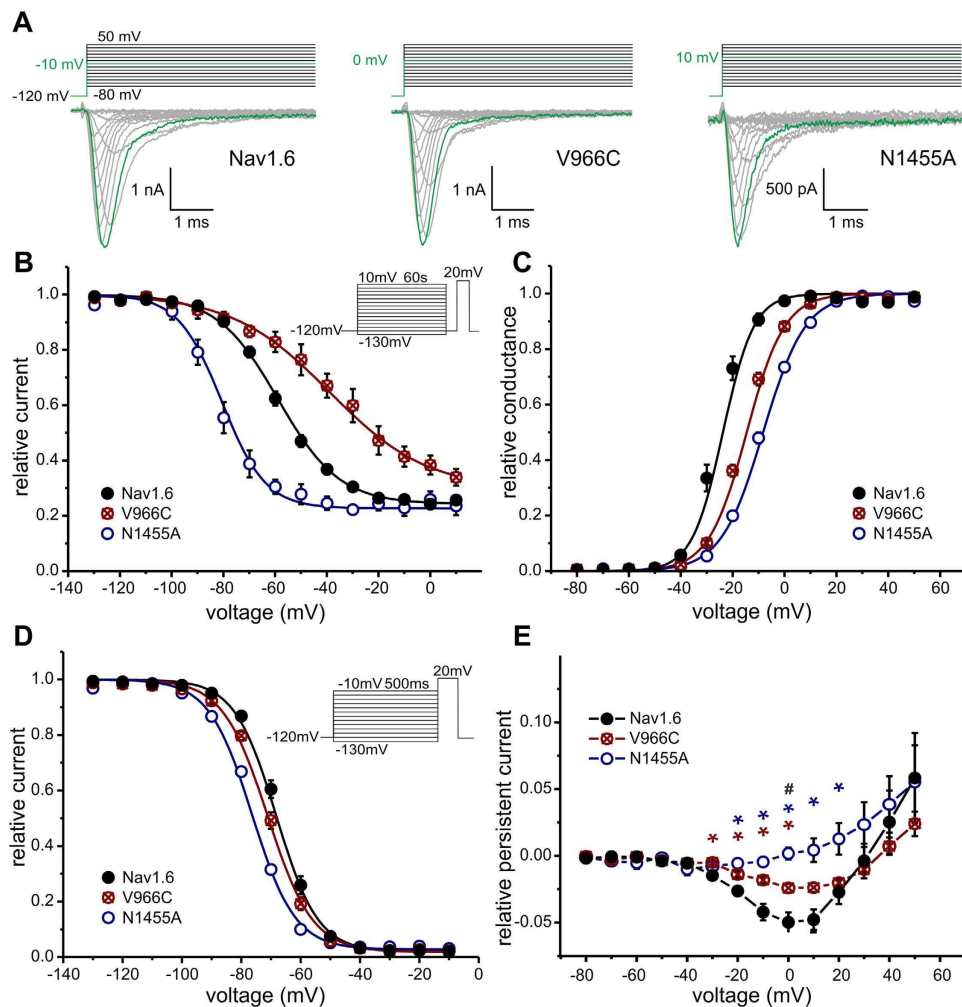 A
50 mV
-10 mV
-120 mV
-80 mV
Nav1.6
1 nA
1 ms
0 mV
V966C
1 nA
1 ms
10 mV
N1455A
500 pA
1 ms
B
1.0
0.8
0.6
0.4
0.2
0.0
relative current
10mV 60s
20mV
-120mV
-130mV
Nav1.6
V966C
N1455A
-140 -120 -100 -80 -60 -40 -20 0
voltage (mV)
C
1.0
0.8
0.6
0.4
0.2
0.0
relative conductance
Nav1.6
V966C
N1455A
-80 -60 -40 -20 0 20 40 60
voltage (mV)
D
1.0
0.8
0.6
0.4
0.2
0.0
relative current
20mV
-10mV 500ms
-120mV
-130mV
Nav1.6
V966C
N1455A
-140 -120 -100 -80 -60 -40 -20 0
voltage (mV)
E
0.10
0.05
0.00
-0.05
relative persistent current
Nav1.6
V966C
N1455A
#
* * * * *
* * * *
-80 -60 -40 -20 0 20 40 60
voltage (mV)